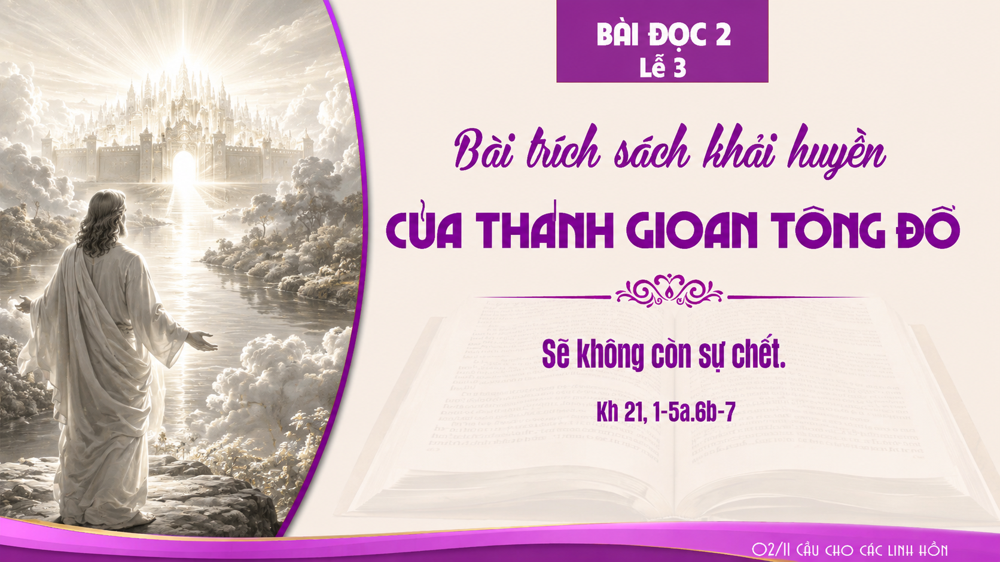 BÀI ĐỌC 2
Lễ 3
Bài trích sách khải huyền
CỦA THÁNH GIOAN TÔNG ĐỒ
Sẽ không còn sự chết.
Kh 21, 1-5a.6b-7
02/11 CẦU CHO CÁC LINH HỒN